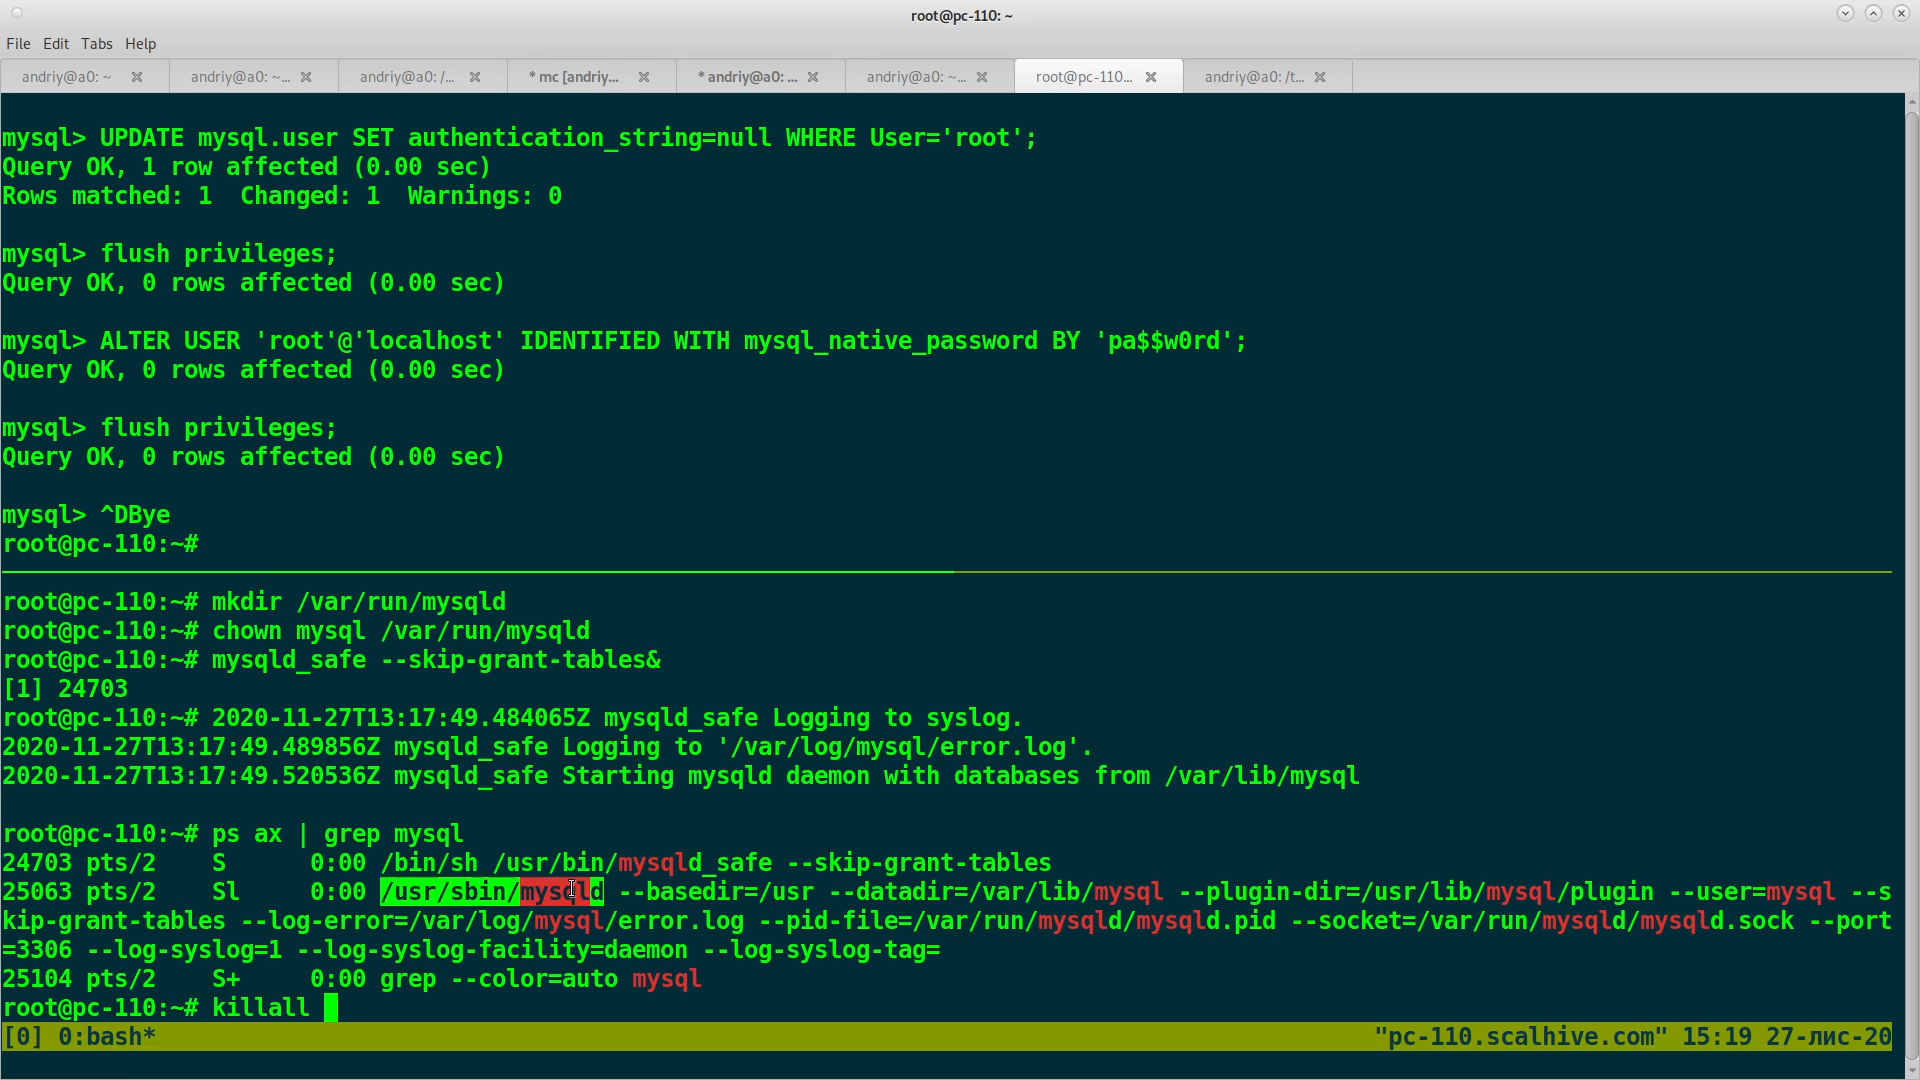 root@pc-110: ~
File Edit Tabs Help
andriy@a0: ~ andriy@a0: ~... andriy@a0: /... * mc [andriy... * andriy@a0: ... andriy@a0: ~... root@pc-110... andriy@a0: /t...
mysql> UPDATE mysql.user SET authentication_string=null WHERE User='root';
Query OK, 1 row affected (0.00 sec)
Rows matched: 1  Changed: 1  Warnings: 0
mysql> flush privileges;
Query OK, 0 rows affected (0.00 sec)
mysql> ALTER USER 'root'@'localhost' IDENTIFIED WITH mysql_native_password BY 'pa$$w0rd';
Query OK, 0 rows affected (0.00 sec)
mysql> flush privileges;
Query OK, 0 rows affected (0.00 sec)
mysql> ^DBye
root@pc-110:~#
root@pc-110:~# mkdir /var/run/mysqld
root@pc-110:~# chown mysql /var/run/mysqld
root@pc-110:~# mysqld_safe --skip-grant-tables&
[1] 24703
root@pc-110:~# 2020-11-27T13:17:49.484065Z mysqld_safe Logging to syslog.
2020-11-27T13:17:49.489856Z mysqld_safe Logging to '/var/log/mysql/error.log'.
2020-11-27T13:17:49.520536Z mysqld_safe Starting mysqld daemon with databases from /var/lib/mysql
root@pc-110:~# ps ax | grep mysql
24703 pts/2    S      0:00 /bin/sh /usr/bin/mysqld_safe --skip-grant-tables
25063 pts/2    Sl     0:00 /usr/sbin/mysqld --basedir=/usr --datadir=/var/lib/mysql --plugin-dir=/usr/lib/mysql/plugin --user=mysql --s
kip-grant-tables --log-error=/var/log/mysql/error.log --pid-file=/var/run/mysqld/mysqld.pid --socket=/var/run/mysqld/mysqld.sock --port
=3306 --log-syslog=1 --log-syslog-facility=daemon --log-syslog-tag=
25104 pts/2    S+     0:00 grep --color=auto mysql
root@pc-110:~# killall
[0] 0:bash* "pc-110.scalhive.com" 15:19 27-лис-20